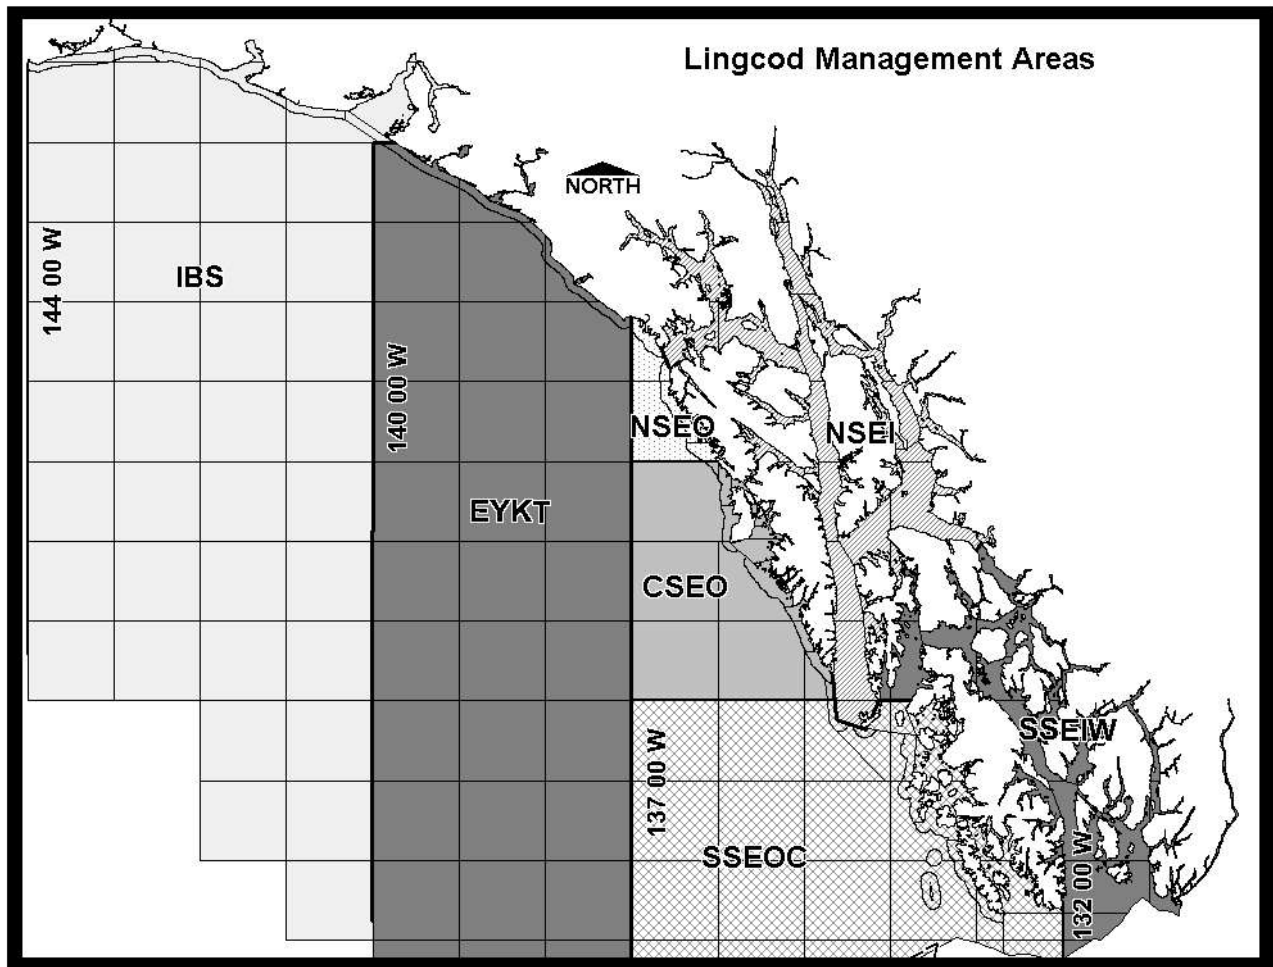 Lingcod Management Areas
NORTH
144 00 W
IBS
140 00 W
NSEO
NSEI
EYKT
CSEO
SSEIW
137 00 W
SSEOC
132 00 W